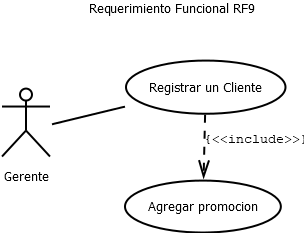 Requerimiento Funcional RF9
Registrar un Cliente
{<<include>>}
Gerente
Agregar promocion